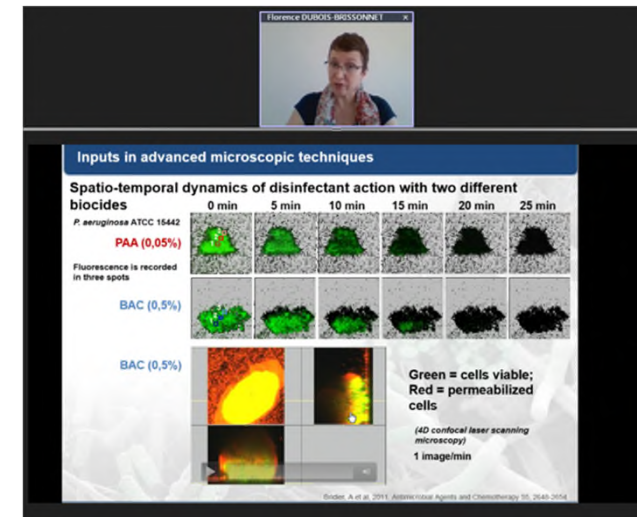 Florence DUBOIS-BRISSONNET
Inputs in advanced microscopic techniques
Spatio-temporal dynamics of disinfectant action with two different
biocides
0 min 5 min 10 min 15 min 20 min 25 min
P. aeruginosa ATCC 15442
PAA (0,05%)
Fluorescence is recorded
in three spots
BAC (0,5%)
BAC (0,5%)
Green = cells viable;
Red = permeabilized
cells
(4D confocal laser scanning
microscopy)
1 image/min
Bridier, A et al, 2011, Antimicrobial Agents and Chemotherapy 55, 2648-2654